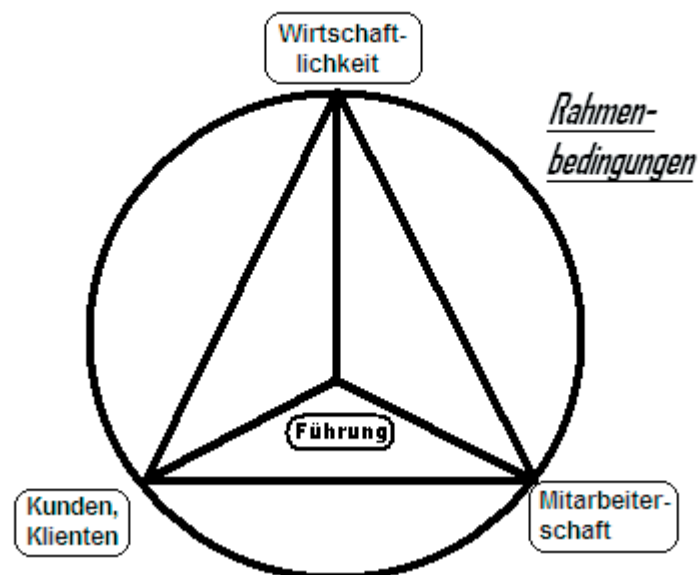 Wirtschaft-
lichkeit
Rahmen-
bedingungen
Führung
Kunden,
Klienten
Mitarbeiter-
schaft